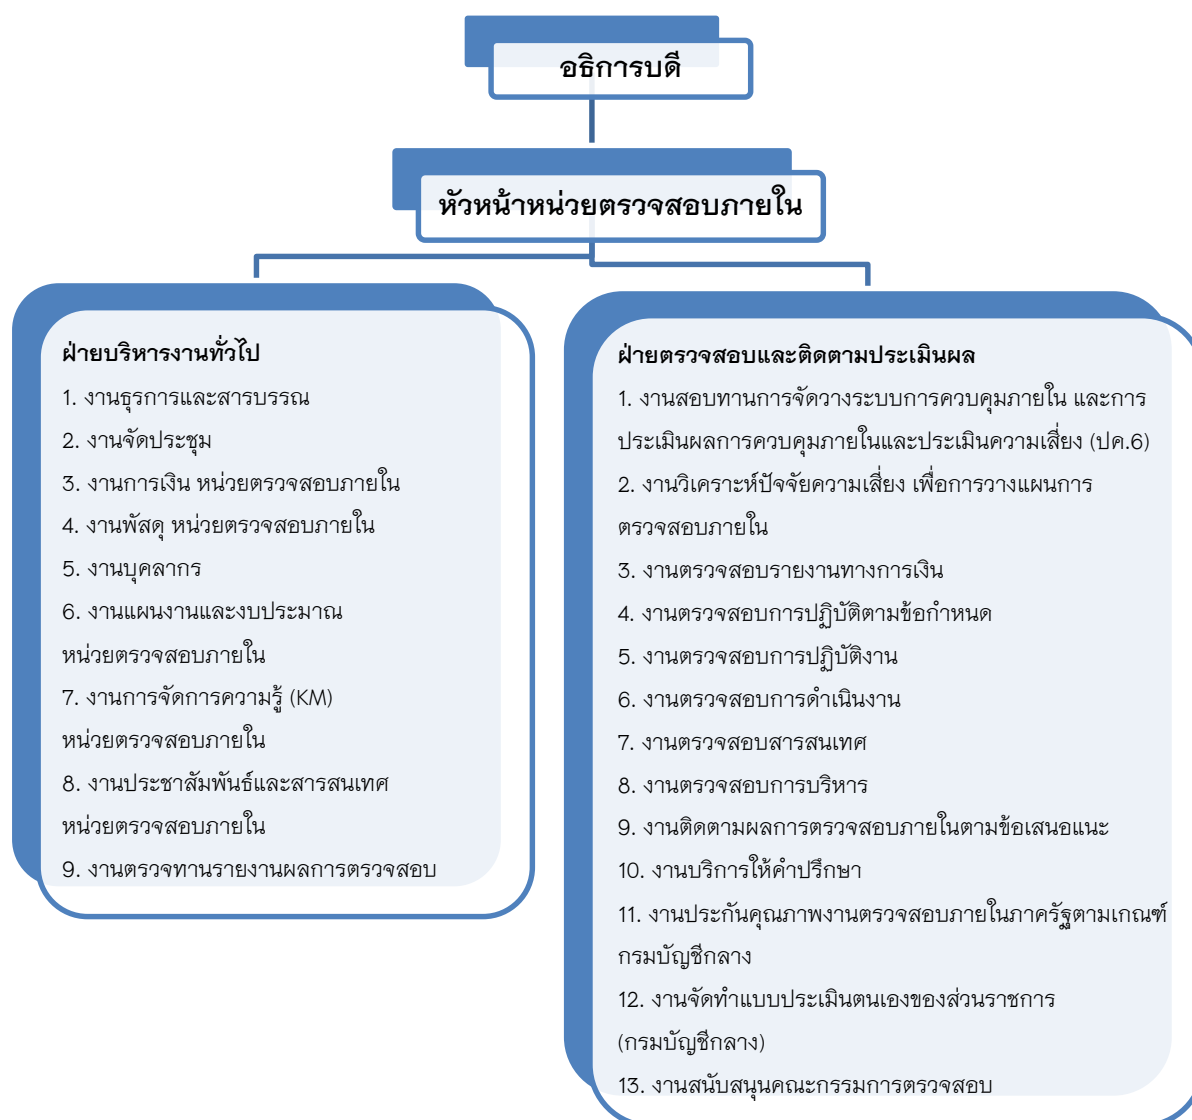 อธิการบดี
หัวหน้าหน่วยตรวจสอบภายใน
ฝ่ายบริหารงานทั่วไป
1. งานธุรการและสารบรรณ
2. งานจัดประชุม
3. งานการเงิน หน่วยตรวจสอบภายใน
4. งานพัสดุ หน่วยตรวจสอบภายใน
5. งานบุคลากร
6. งานแผนงานและงบประมาณ
หน่วยตรวจสอบภายใน
7. งานการจัดการความรู้ (KM)
หน่วยตรวจสอบภายใน
8. งานประชาสัมพันธ์และสารสนเทศ
หน่วยตรวจสอบภายใน
9. งานตรวจทานรายงานผลการตรวจสอบ
ฝ่ายตรวจสอบและติดตามประเมินผล
1. งานสอบทานการจัดวางระบบการควบคุมภายใน และการ
ประเมินผลการควบคุมภายในและประเมินความเสี่ยง (ปค.6)
2. งานวิเคราะห์ปัจจัยความเสี่ยง เพื่อการวางแผนการ
ตรวจสอบภายใน
3. งานตรวจสอบรายงานทางการเงิน
4. งานตรวจสอบการปฏิบัติตามข้อกำหนด
5. งานตรวจสอบการปฏิบัติงาน
6. งานตรวจสอบการดำเนินงาน
7. งานตรวจสอบสารสนเทศ
8. งานตรวจสอบการบริหาร
9. งานติดตามผลการตรวจสอบภายในตามข้อเสนอแนะ
10. งานบริการให้คำปรึกษา
11. งานประกันคุณภาพงานตรวจสอบภายในภาครัฐตามเกณฑ์
กรมบัญชีกลาง
12. งานจัดทำแบบประเมินตนเองของส่วนราชการ
(กรมบัญชีกลาง)
13. งานสนับสนุนคณะกรรมการตรวจสอบ